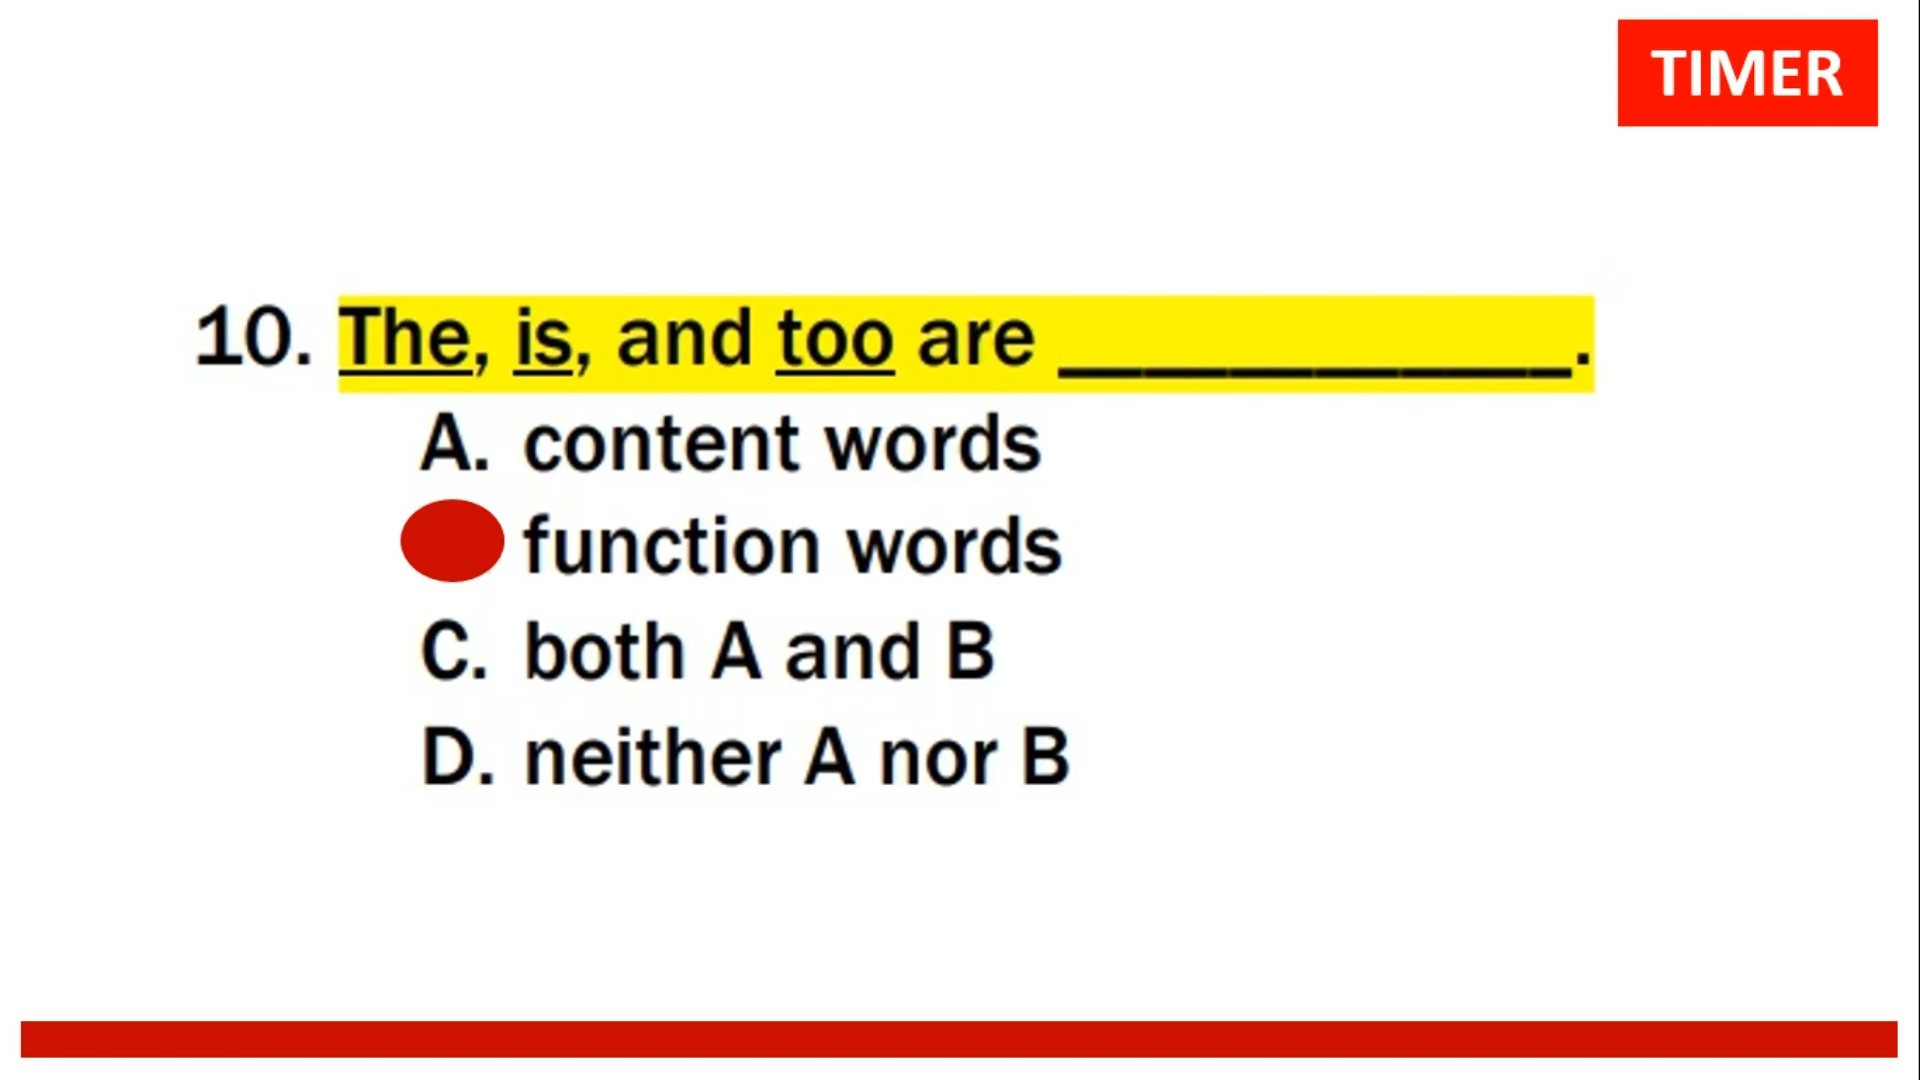 TIMER
10. The, is, and too are ____________.
A. content words
function words
C. both A and B
D. neither A nor B